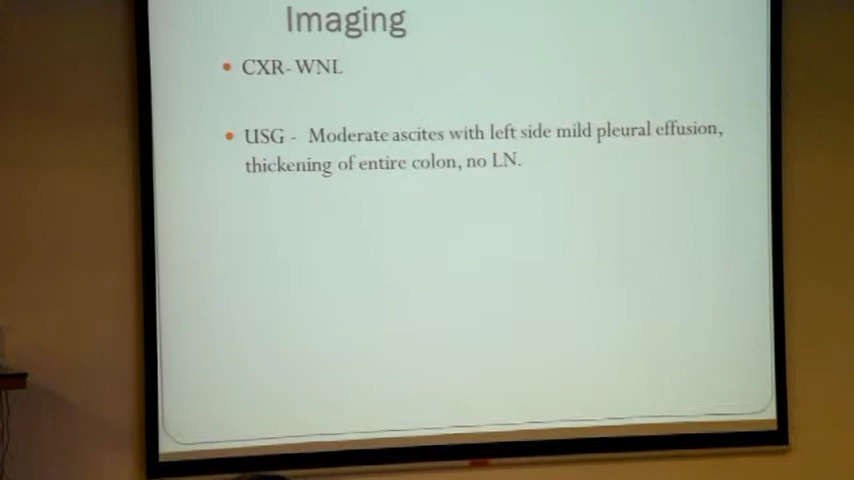 Imaging
• CXR- WNL
• USG - Moderate ascites with left side mild pleural effusion,
thickening of entire colon, no LN.